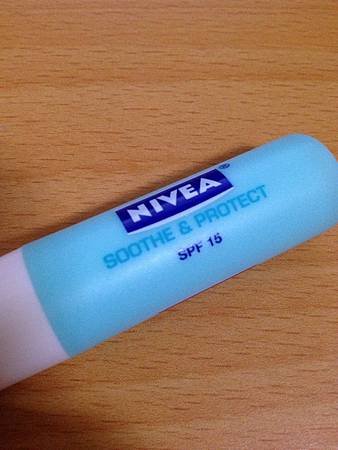 NIVEA®
SOOTHE & PROTECT
SPF 15